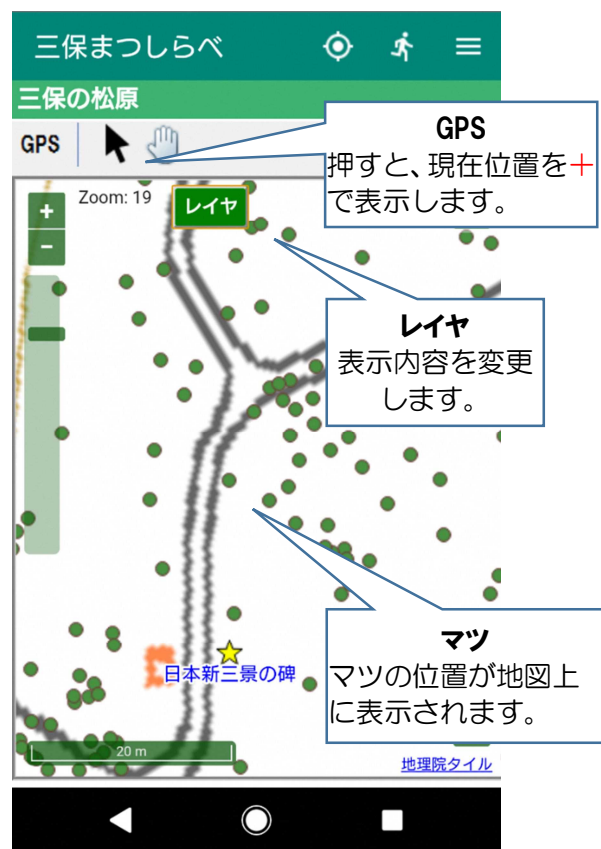 三保まつしらべ
三保の松原
GPS
GPS
押すと、現在位置を＋
で表示します。
+
Zoom: 19
レイヤ
−
レイヤ
表示内容を変更
します。
マツ
マツの位置が地図上
に表示されます。
日本新三景の碑
20 m
地理院タイル